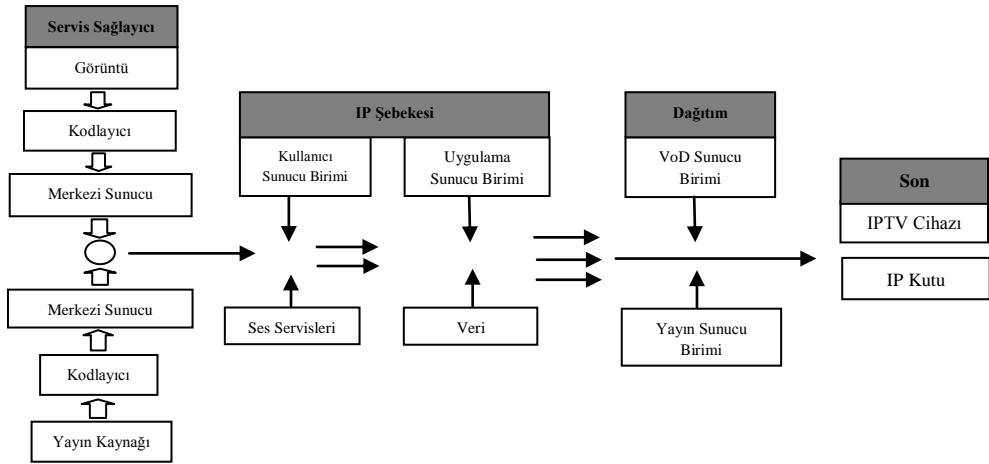 Servis Sağlayıcı
Görüntü
Kodlayıcı
Merkezi Sunucu
Merkezi Sunucu
Kodlayıcı
Yayın Kaynağı
IP Şebekesi
Kullanıcı
Sunucu Birimi
Uygulama
Sunucu Birimi
Ses Servisleri
Veri
Dağıtım
VoD Sunucu
Birimi
Yayın Sunucu
Birimi
Son
IPTV Cihazı
IP Kutu